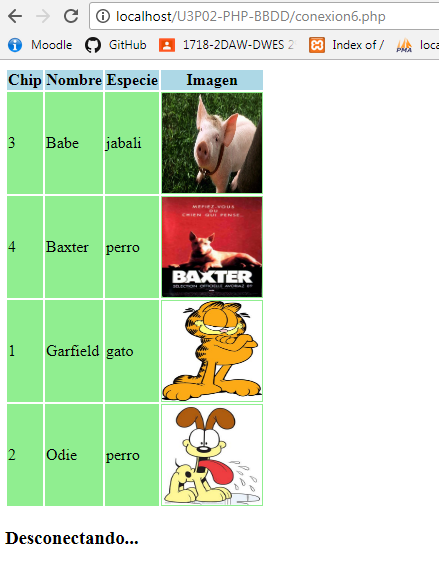 localhost/U3P02-PHP-BBDD/conexion6.php
Moodle GitHub 1718-2DAW-DWES 2 Index of / PMA loca
Chip Nombre Especie Imagen
3 Babe jabali
MEFIEZ-VOUS DU
CHIEN QUI PENSE.
4 Baxter perro
BAXTER
SELECTION OFFICIELLE AVORIAZ 89
1 Garfield gato
2 Odie perro
Desconectando...